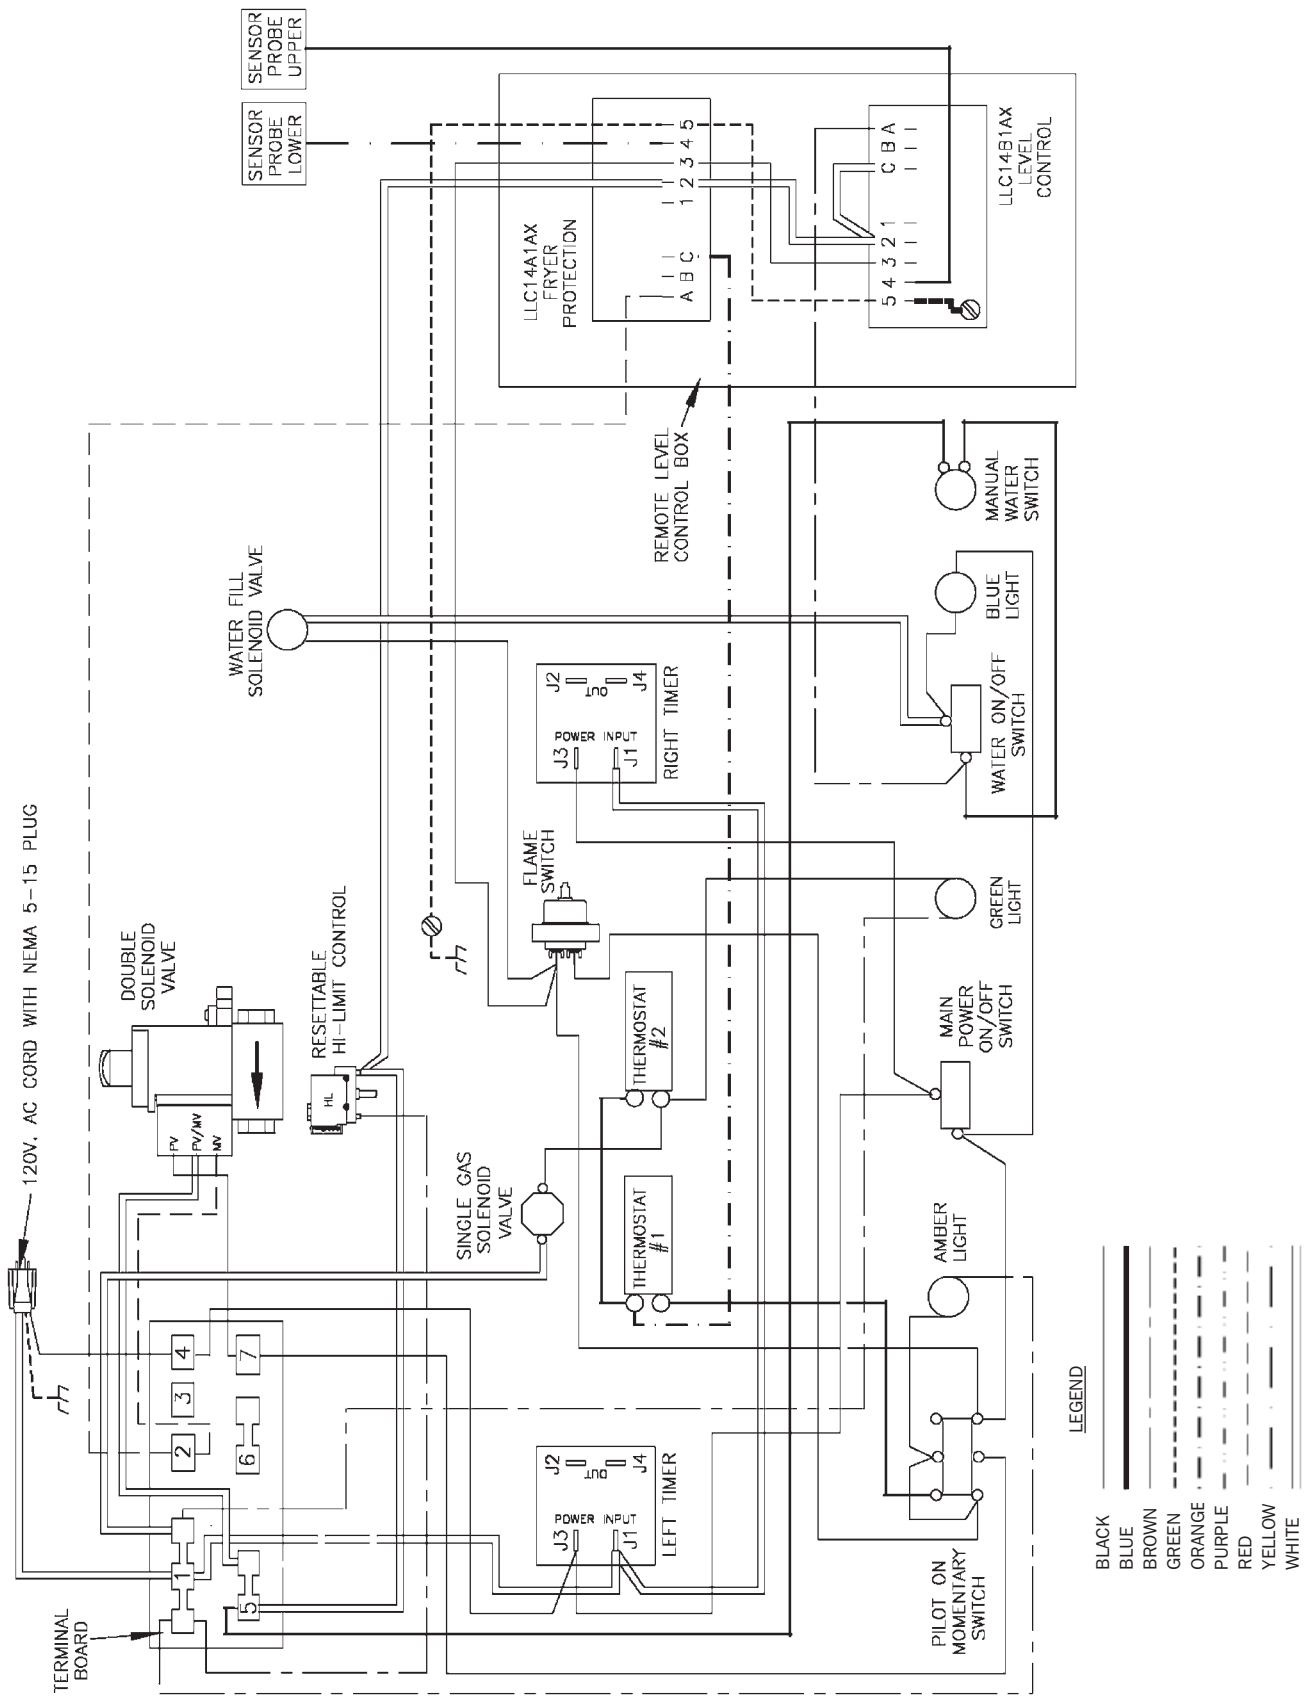 120V. AC CORD WITH NEMA 5-15 PLUG
TERMINAL
BOARD
1
2
3
4
5
6
7
DOUBLE
SOLENOID
VALVE
PV
PV/MV
MV
RESETTABLE
HI-LIMIT CONTROL
HL
WATER FILL
SOLENOID VALVE
SENSOR
PROBE
LOWER
SENSOR
PROBE
UPPER
SINGLE GAS
SOLENOID
VALVE
FLAME
SWITCH
LEFT TIMER
POWER INPUT
J3
J1
J2
OUT
J4
RIGHT TIMER
POWER INPUT
J3
J1
J2
OUT
J4
THERMOSTAT
#1
THERMOSTAT
#2
LLC14A1AX
FRYER
PROTECTION
A B C
1 2 3 4 5
REMOTE LEVEL
CONTROL BOX
LLC14B1AX
LEVEL
CONTROL
5 4 3 2 1
C B A
PILOT ON
MOMENTARY
SWITCH
AMBER
LIGHT
MAIN
POWER
ON/OFF
SWITCH
GREEN
LIGHT
WATER ON/OFF
SWITCH
BLUE
LIGHT
MANUAL
WATER
SWITCH
LEGEND
BLACK
BLUE
BROWN
GREEN
ORANGE
PURPLE
RED
YELLOW
WHITE